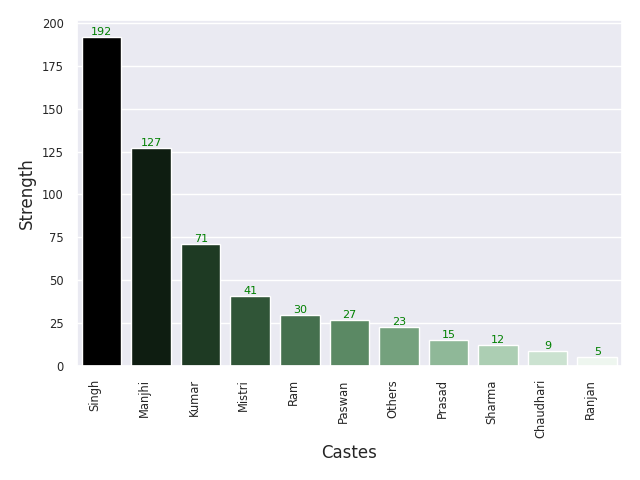 200
192
175
150
127
125
100
75
71
50
41
30
27
25
23
15
12
9
5
0
Strength
Singh
Manjhi
Kumar
Mistri
Ram
Paswan
Others
Prasad
Sharma
Chaudhari
Ranjan
Castes